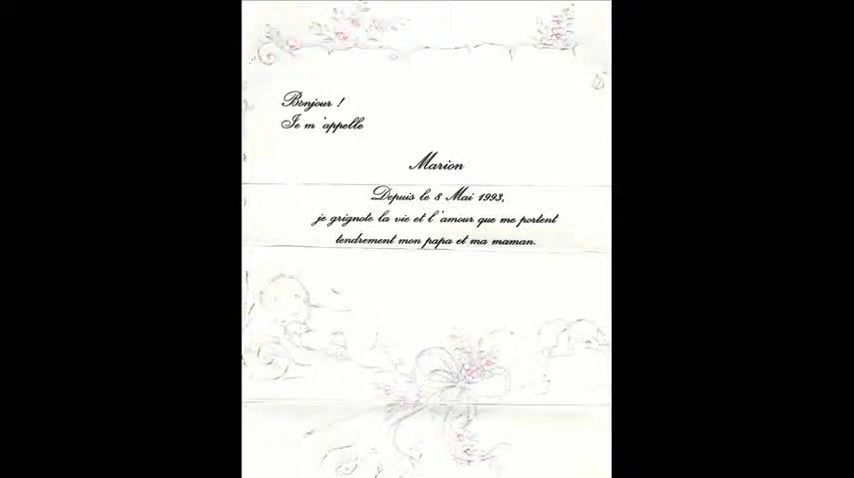 Bonjour !
Je m'appelle
Marion
Depuis le 8 Mai 1993,
je grignote la vie et l'amour que me portent
tendrement mon papa et ma maman.